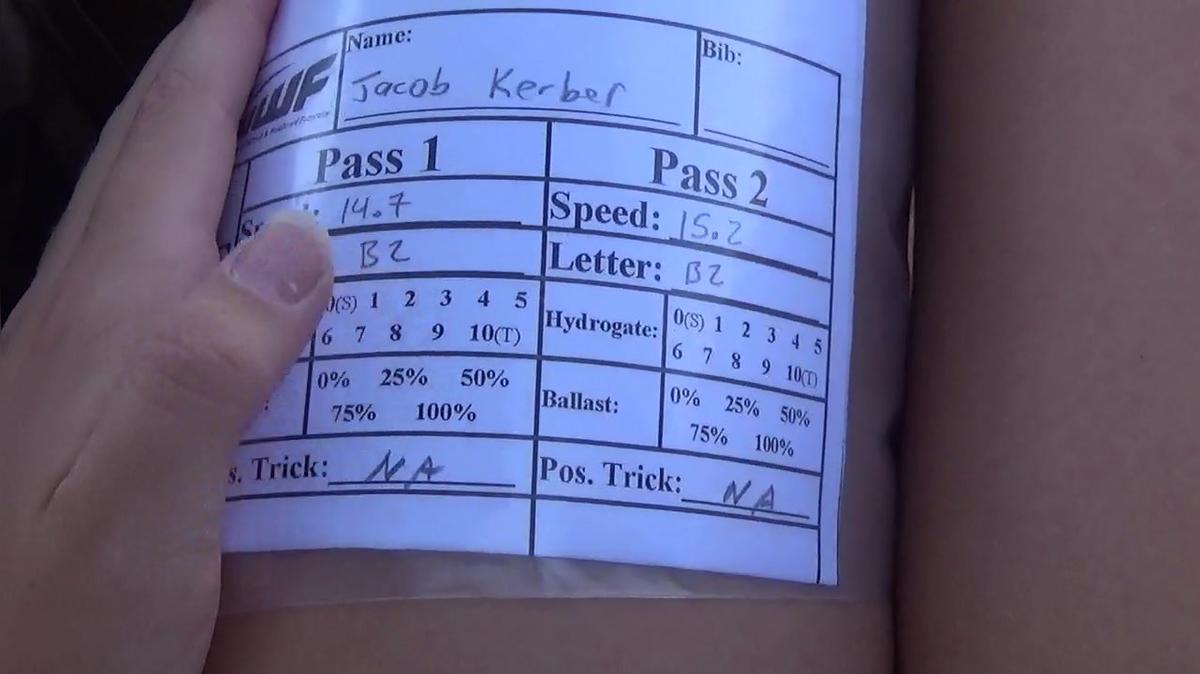 Name:
Bib:
WF
Jacob Kerber
Pass 1
Pass 2
14.7
Speed: 15.2
B2
Letter: B2
0(S) 1 2 3 4 5
6 7 8 9 10(T)
Hydrogate:
0(S) 1 2 3 4 5
6 7 8 9 10(T)
0% 25% 50%
75% 100%
Ballast:
0% 25% 50%
75% 100%
s. Trick: NA
Pos. Trick: NA